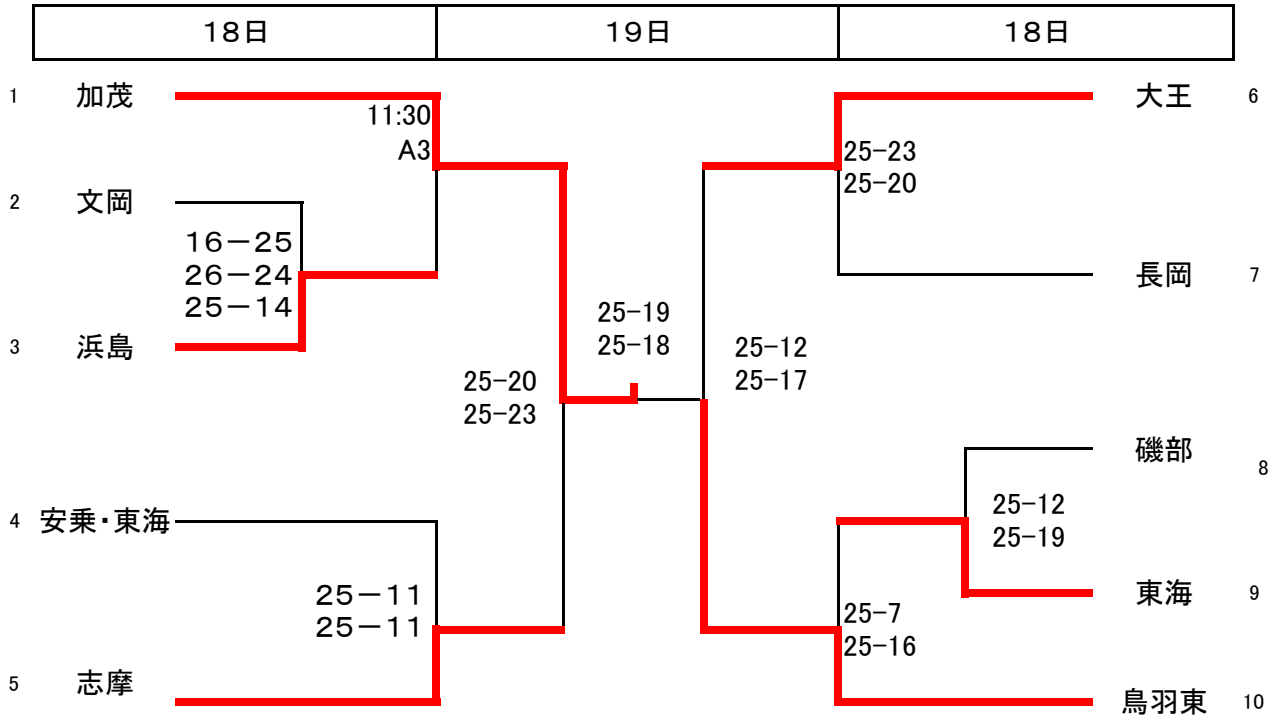 18日
19日
18日
1 加茂
11:30
A3
2 文岡
16－25
26－24
25－14
3 浜島
4 安乗・東海
25－11
25－11
5 志摩
25-20
25-23
25-19
25-18
25-12
25-17
大王 6
25-23
25-20
長岡 7
磯部 8
25-12
25-19
東海 9
25-7
25-16
鳥羽東 10